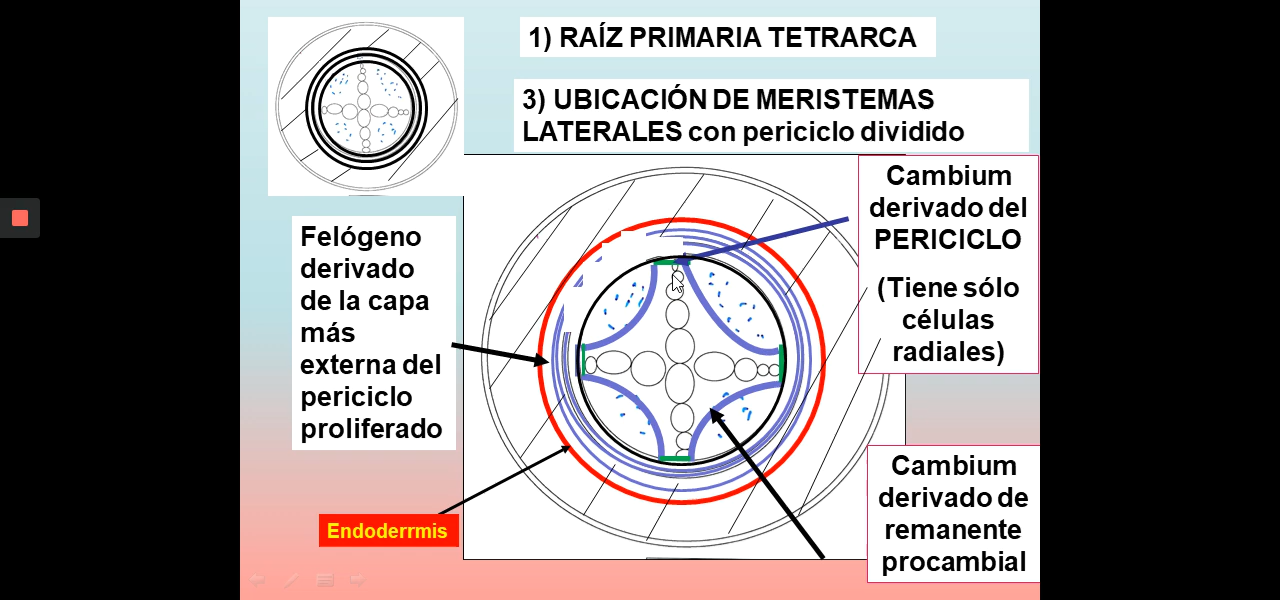 1) RAÍZ PRIMARIA TETRARCA
3) UBICACIÓN DE MERISTEMAS
LATERALES con periciclo dividido
Cambium
derivado del
PERICICLO
(Tiene sólo
células
radiales)
Felógeno
derivado
de la capa
más
externa del
periciclo
proliferado
Cambium
derivado de
remanente
procambial
Endoderrmis